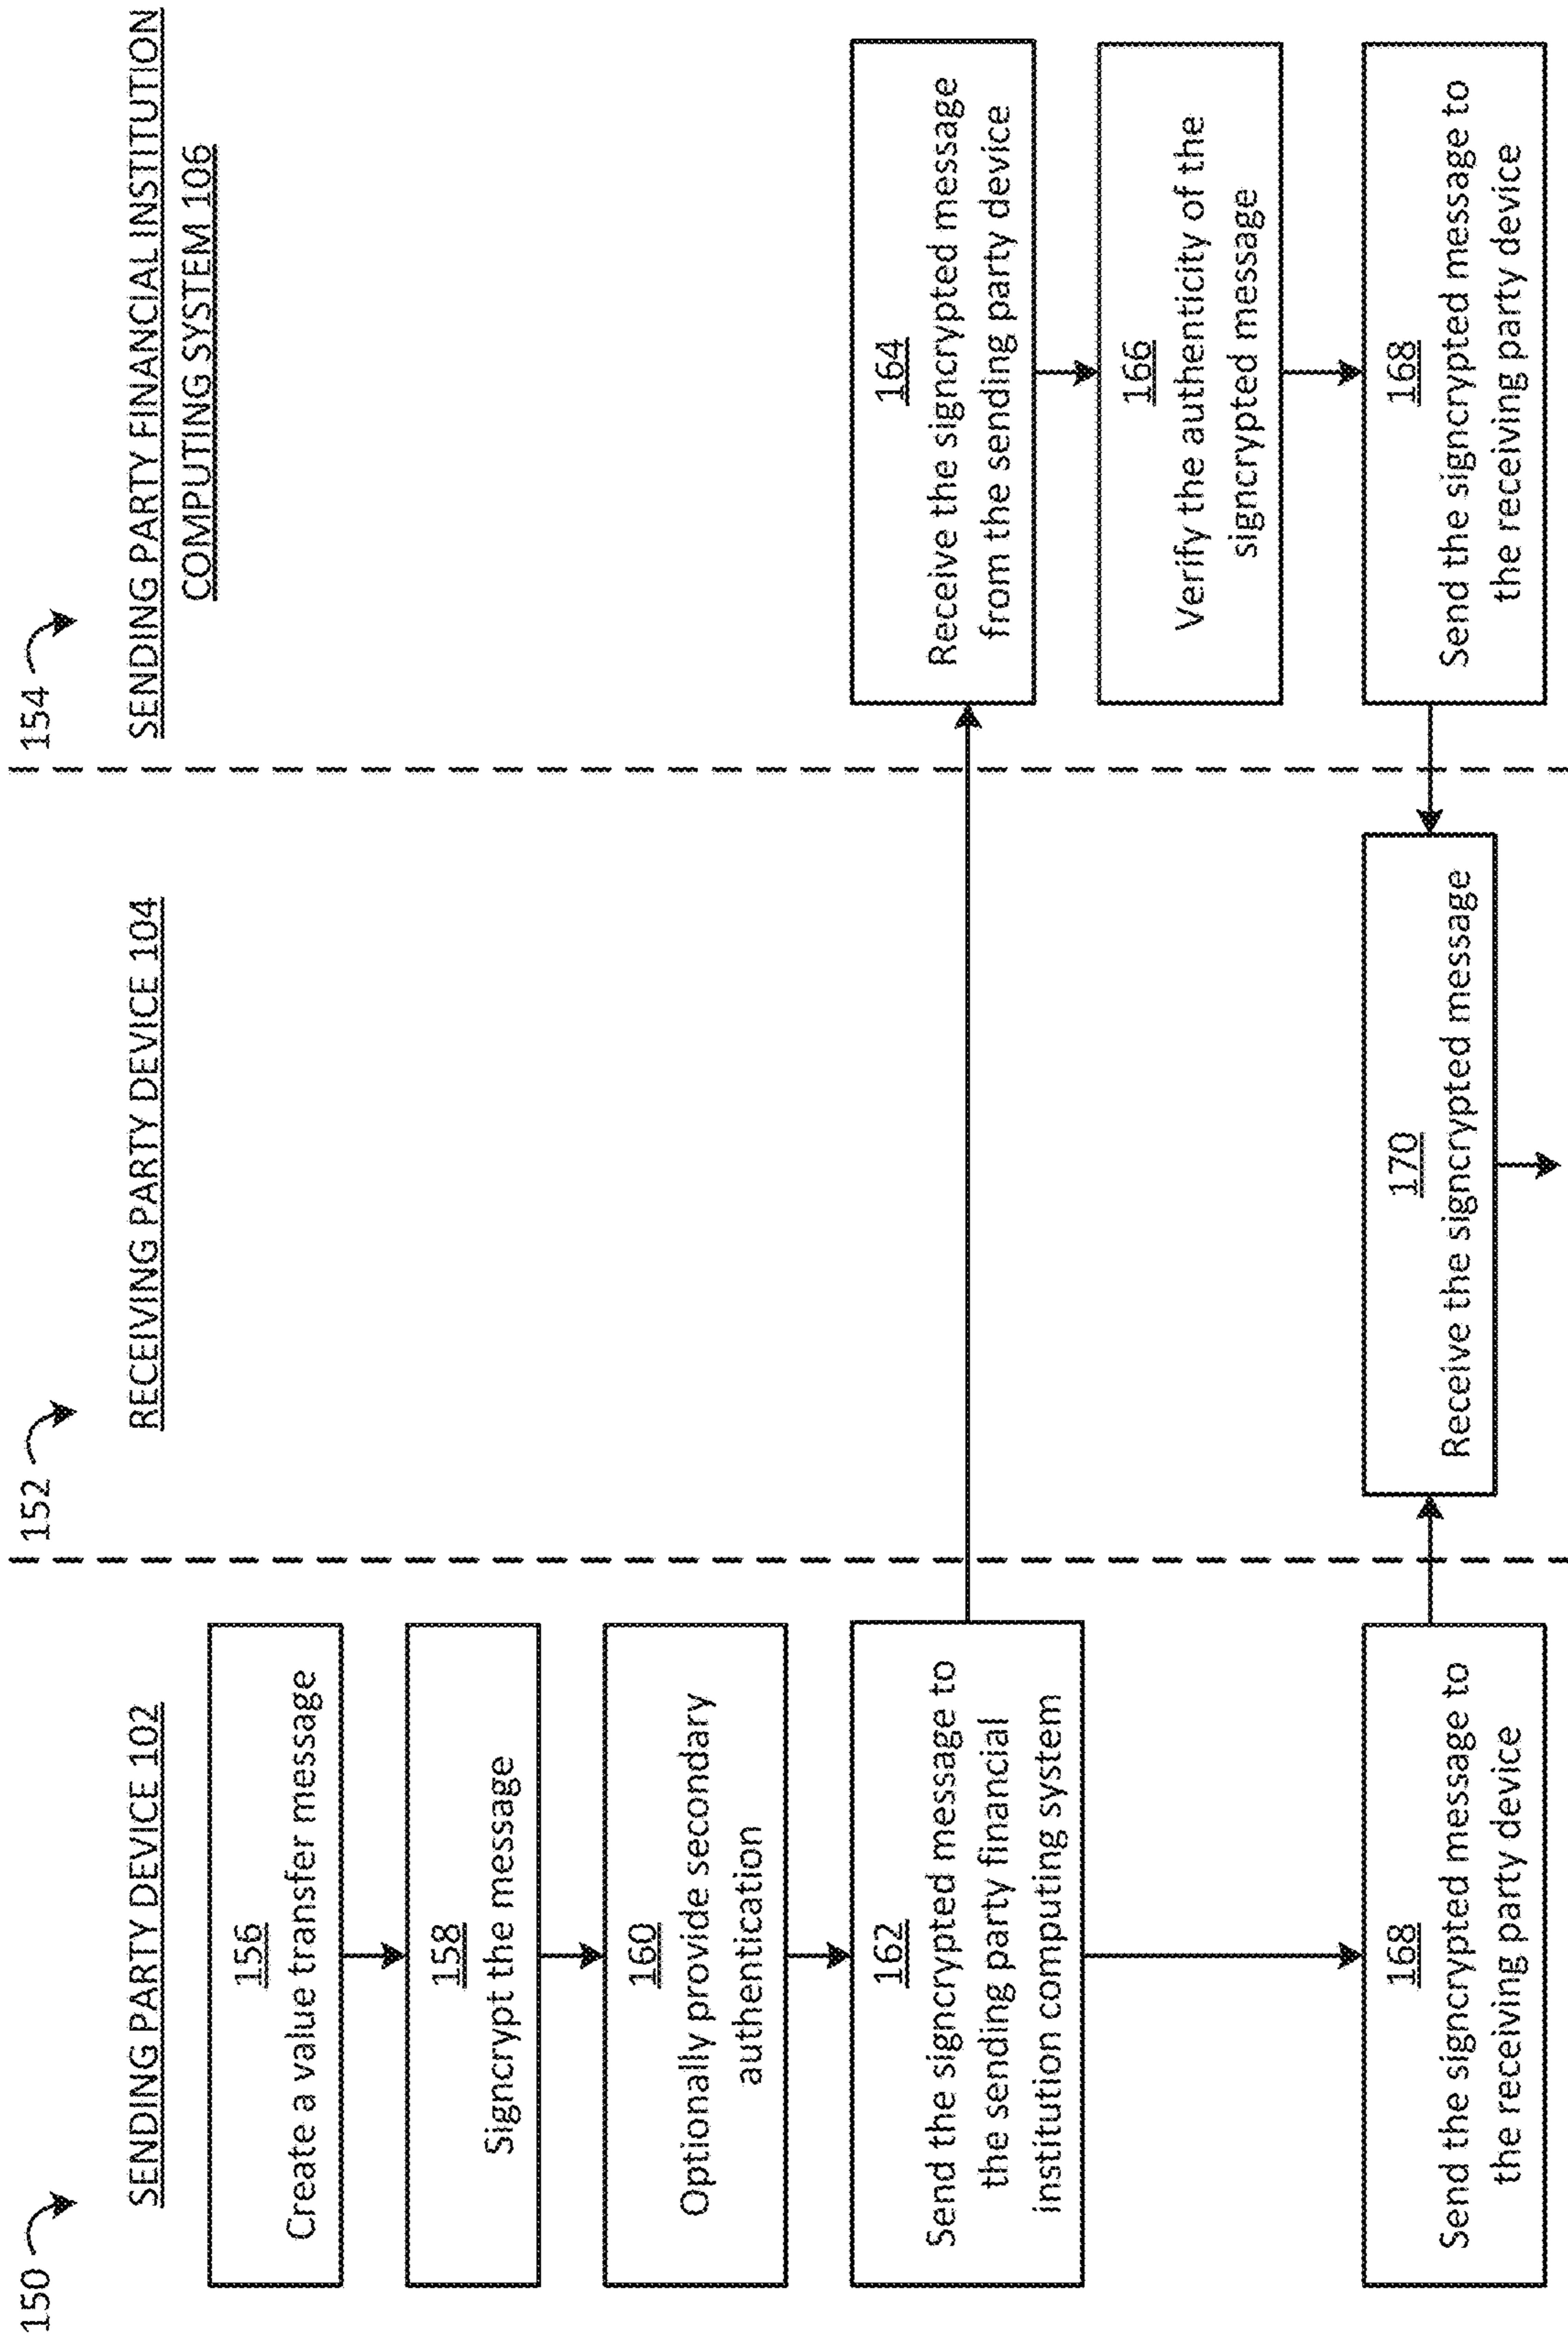 150
SENDING PARTY DEVICE 102
156
Create a value transfer message
158
Signcrypt the message
160
Optionally provide secondary
authentication
162
Send the signcrypted message to
the sending party financial
institution computing system
168
Send the signcrypted message to
the receiving party device
152
RECEIVING PARTY DEVICE 104
170
Receive the signcrypted message
154
SENDING PARTY FINANCIAL INSTITUTION
COMPUTING SYSTEM 106
164
Receive the signcrypted message
from the sending party device
166
Verify the authenticity of the
signcrypted message
168
Send the signcrypted message to
the receiving party device